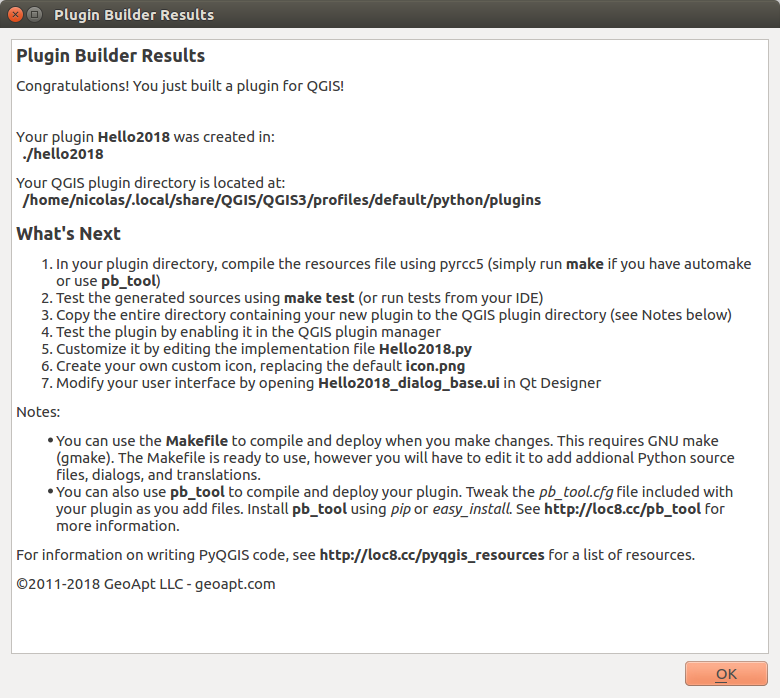 Plugin Builder Results
Plugin Builder Results
Congratulations! You just built a plugin for QGIS!
Your plugin Hello2018 was created in:
./hello2018
Your QGIS plugin directory is located at:
/home/nicolas/.local/share/QGIS/QGIS3/profiles/default/python/plugins
What's Next
1. In your plugin directory, compile the resources file using pyrcc5 (simply run make if you have automake
or use pb_tool)
2. Test the generated sources using make test (or run tests from your IDE)
3. Copy the entire directory containing your new plugin to the QGIS plugin directory (see Notes below)
4. Test the plugin by enabling it in the QGIS plugin manager
5. Customize it by editing the implementation file Hello2018.py
6. Create your own custom icon, replacing the default icon.png
7. Modify your user interface by opening Hello2018_dialog_base.ui in Qt Designer
Notes:
• You can use the Makefile to compile and deploy when you make changes. This requires GNU make
(gmake). The Makefile is ready to use, however you will have to edit it to add addional Python source
files, dialogs, and translations.
• You can also use pb_tool to compile and deploy your plugin. Tweak the pb_tool.cfg file included with
your plugin as you add files. Install pb_tool using pip or easy_install. See http://loc8.cc/pb_tool for
more information.
For information on writing PyQGIS code, see http://loc8.cc/pyqgis_resources for a list of resources.
©2011-2018 GeoApt LLC - geoapt.com
OK